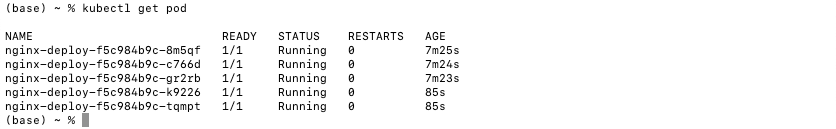 (base) ~ % kubectl get pod
NAME READY STATUS RESTARTS AGE
nginx-deploy-f5c984b9c-8m5qf 1/1 Running 0 7m25s
nginx-deploy-f5c984b9c-c766d 1/1 Running 0 7m24s
nginx-deploy-f5c984b9c-gr2rb 1/1 Running 0 7m23s
nginx-deploy-f5c984b9c-k9226 1/1 Running 0 85s
nginx-deploy-f5c984b9c-tqmpt 1/1 Running 0 85s
(base) ~ %